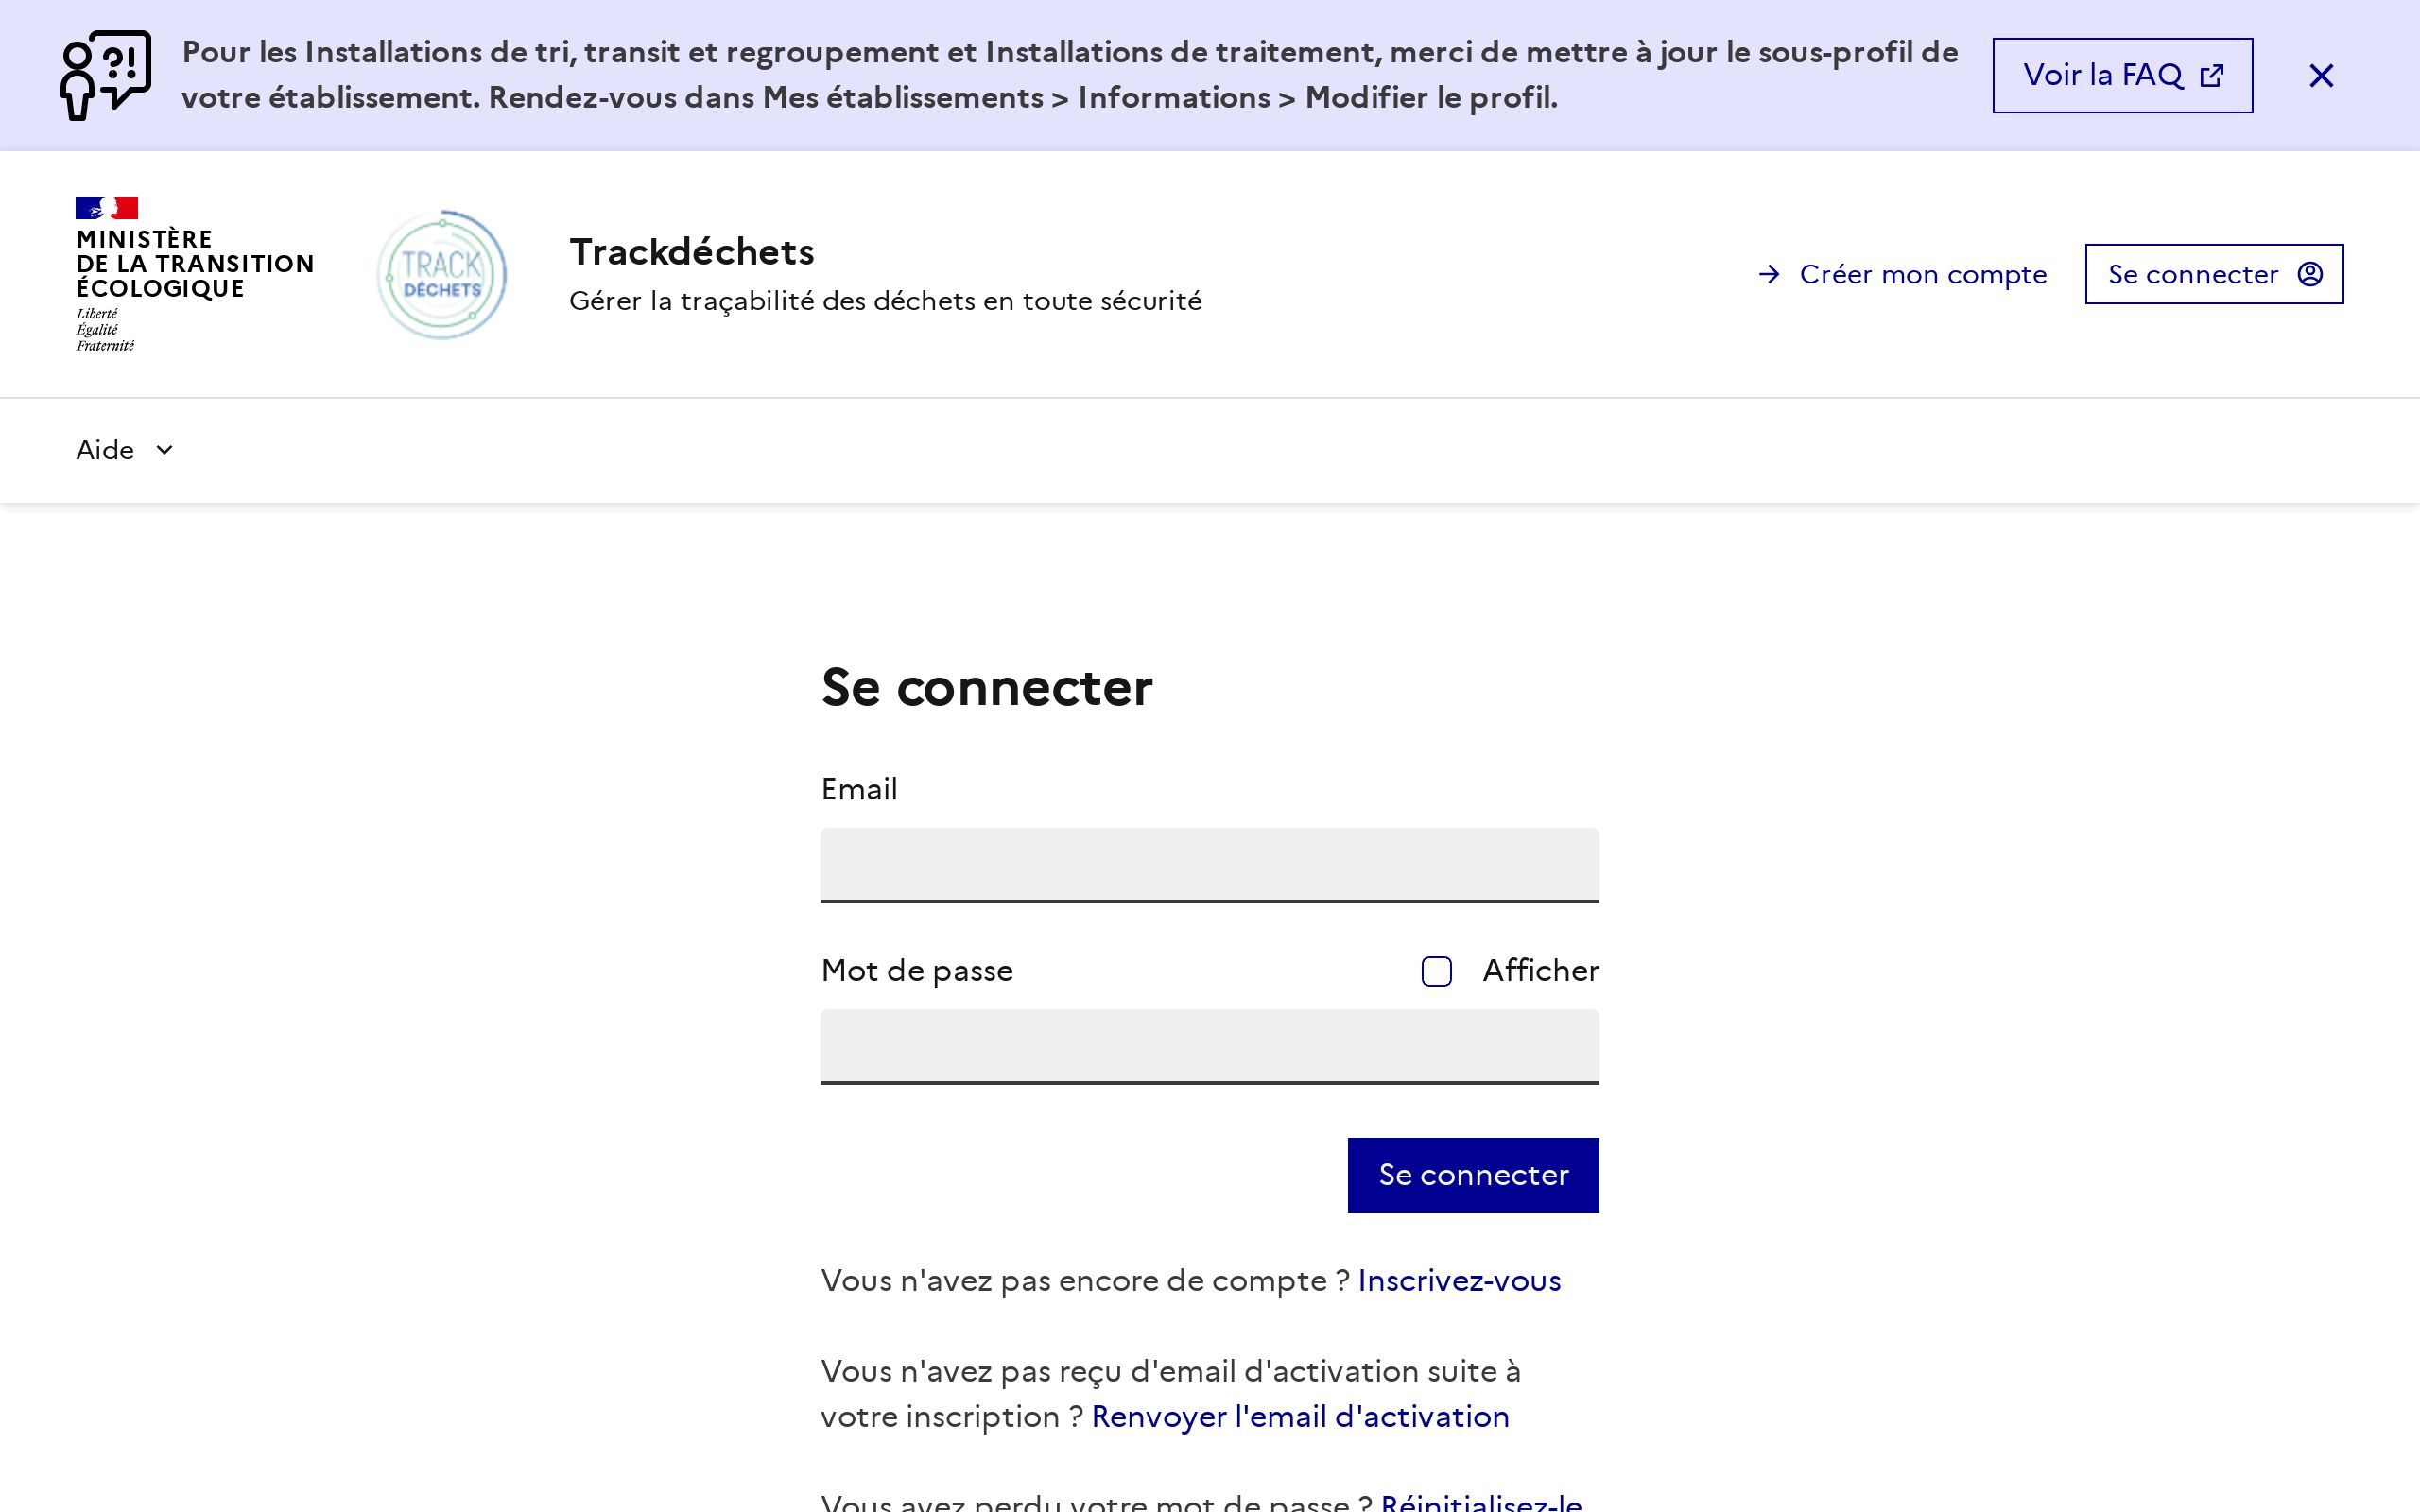 Pour les Installations de tri, transit et regroupement et Installations de traitement, merci de mettre à jour le sous-profil de
votre établissement. Rendez-vous dans Mes établissements > Informations > Modifier le profil.
Voir la FAQ
MINISTÈRE
DE LA TRANSITION
ÉCOLOGIQUE
Liberté
Égalité
Fraternité
TRACK
DÉCHETS
Trackdéchets
Gérer la traçabilité des déchets en toute sécurité
Créer mon compte
Se connecter
Aide
Se connecter
Email
Mot de passe
Afficher
Se connecter
Vous n'avez pas encore de compte ? Inscrivez-vous
Vous n'avez pas reçu d'email d'activation suite à
votre inscription ? Renvoyer l'email d'activation
Vous avez perdu votre mot de passe ? Réinitialisez-le